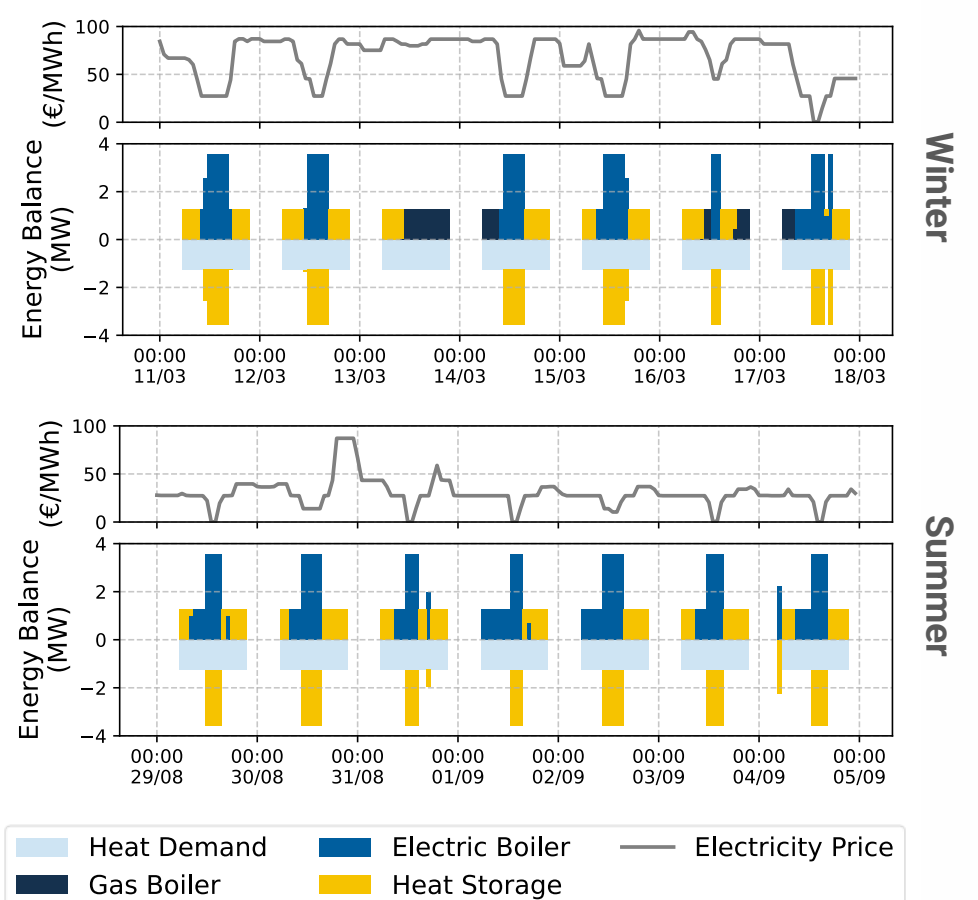 100
50
0
(€/MWh)
4
2
0
−2
−4
Energy Balance
(MW)
00:00 00:00 00:00 00:00 00:00 00:00 00:00 00:00
11/03 12/03 13/03 14/03 15/03 16/03 17/03 18/03
Winter
100
50
0
(€/MWh)
4
2
0
−2
−4
Energy Balance
(MW)
00:00 00:00 00:00 00:00 00:00 00:00 00:00 00:00
29/08 30/08 31/08 01/09 02/09 03/09 04/09 05/09
Summer
Heat Demand Electric Boiler Electricity Price
Gas Boiler Heat Storage